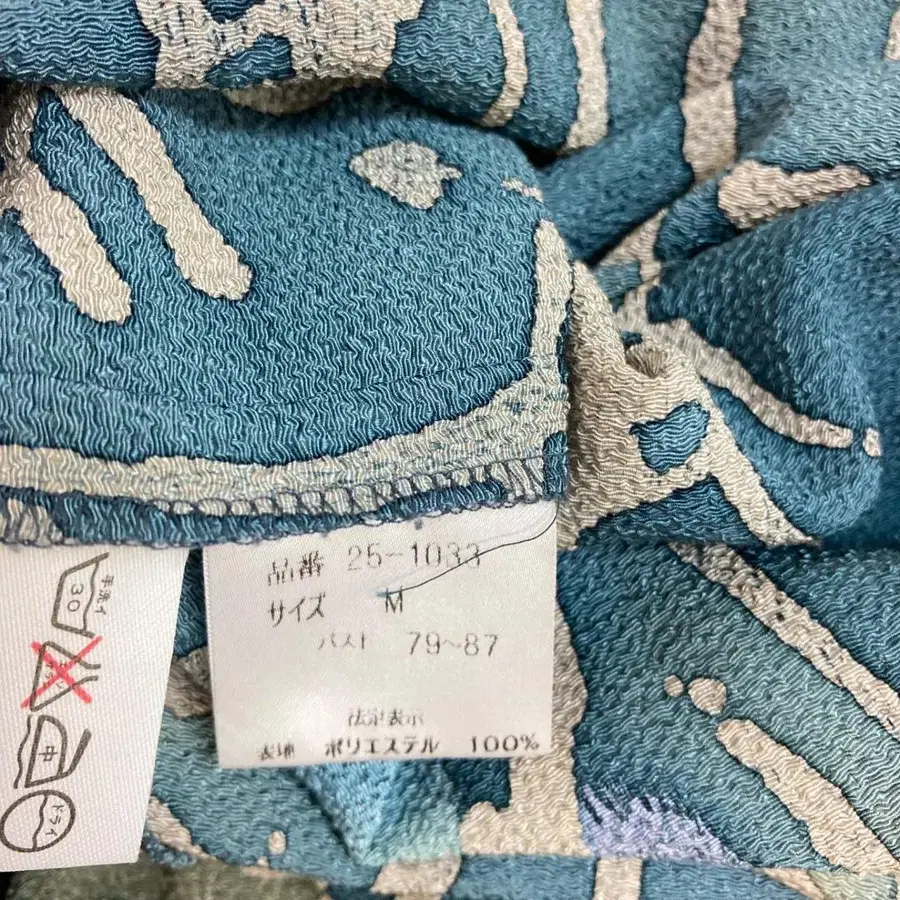 品番 25-1033
サイズ M
バスト 79~87
法定表示
表地 ポリエステル 100%
手洗イ
30
中
ドライ